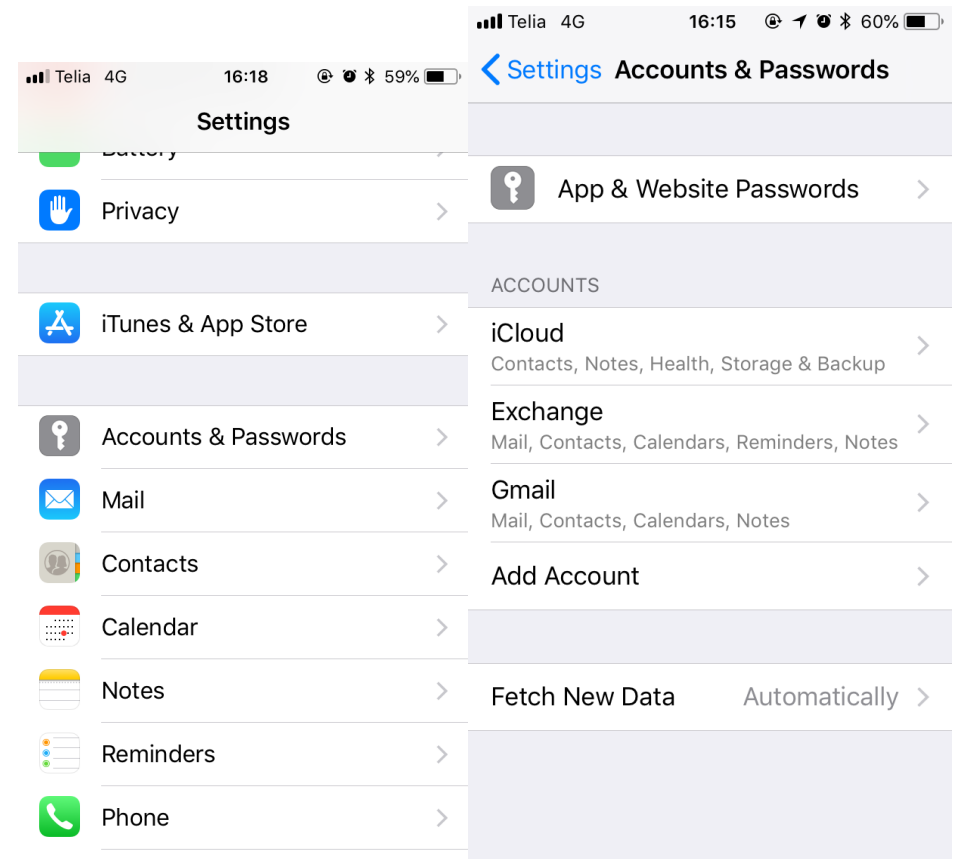 Telia 4G 16:18 59%
Settings
Battery
Privacy
iTunes & App Store
Accounts & Passwords
Mail
Contacts
Calendar
Notes
Reminders
Phone
Telia 4G 16:15 60%
Settings Accounts & Passwords
App & Website Passwords
ACCOUNTS
iCloud
Contacts, Notes, Health, Storage & Backup
Exchange
Mail, Contacts, Calendars, Reminders, Notes
Gmail
Mail, Contacts, Calendars, Notes
Add Account
Fetch New Data Automatically